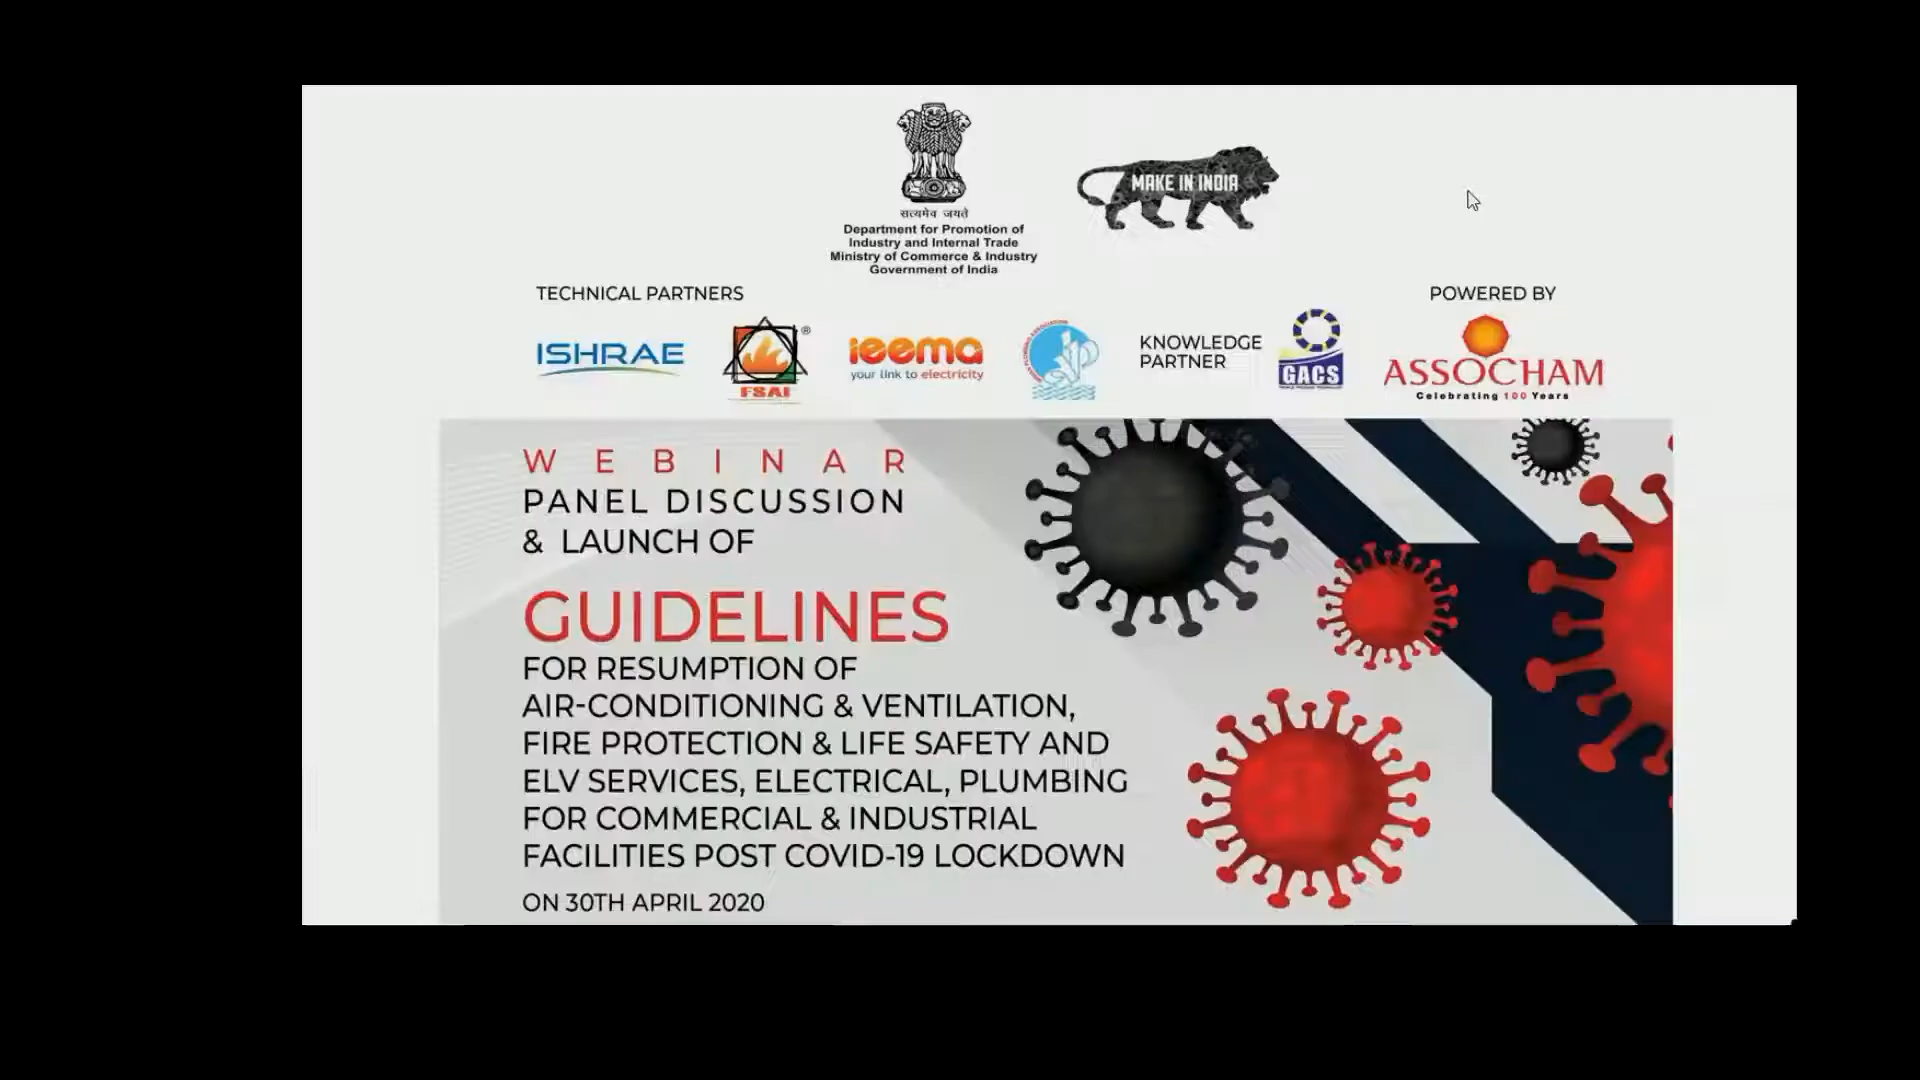 सत्यमेव जयते
Department for Promotion of
Industry and Internal Trade
Ministry of Commerce & Industry
Government of India
MAKE IN INDIA
TECHNICAL PARTNERS
POWERED BY
ISHRAE
®
FSAI
ieema
your link to electricity
KNOWLEDGE
PARTNER
GACS
ASSOCHAM
Celebrating 100 Years
WEBINAR
PANEL DISCUSSION
& LAUNCH OF
GUIDELINES
FOR RESUMPTION OF
AIR-CONDITIONING & VENTILATION,
FIRE PROTECTION & LIFE SAFETY AND
ELV SERVICES, ELECTRICAL, PLUMBING
FOR COMMERCIAL & INDUSTRIAL
FACILITIES POST COVID-19 LOCKDOWN
ON 30TH APRIL 2020